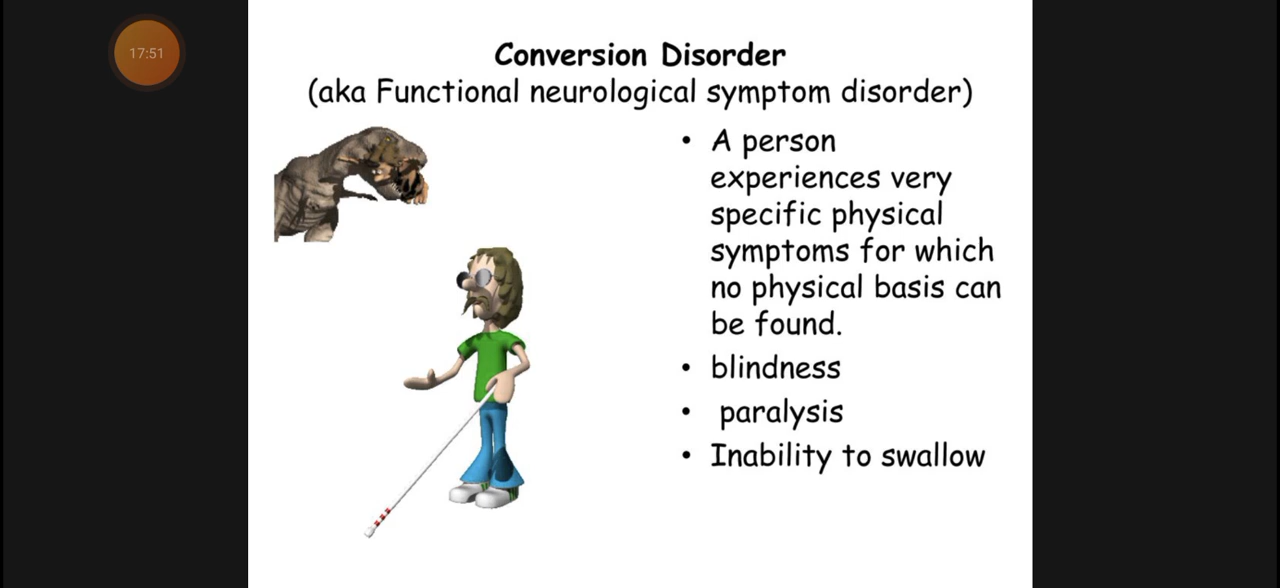 17:51
Conversion Disorder
(aka Functional neurological symptom disorder)
• A person
experiences very
specific physical
symptoms for which
no physical basis can
be found.
• blindness
• paralysis
• Inability to swallow